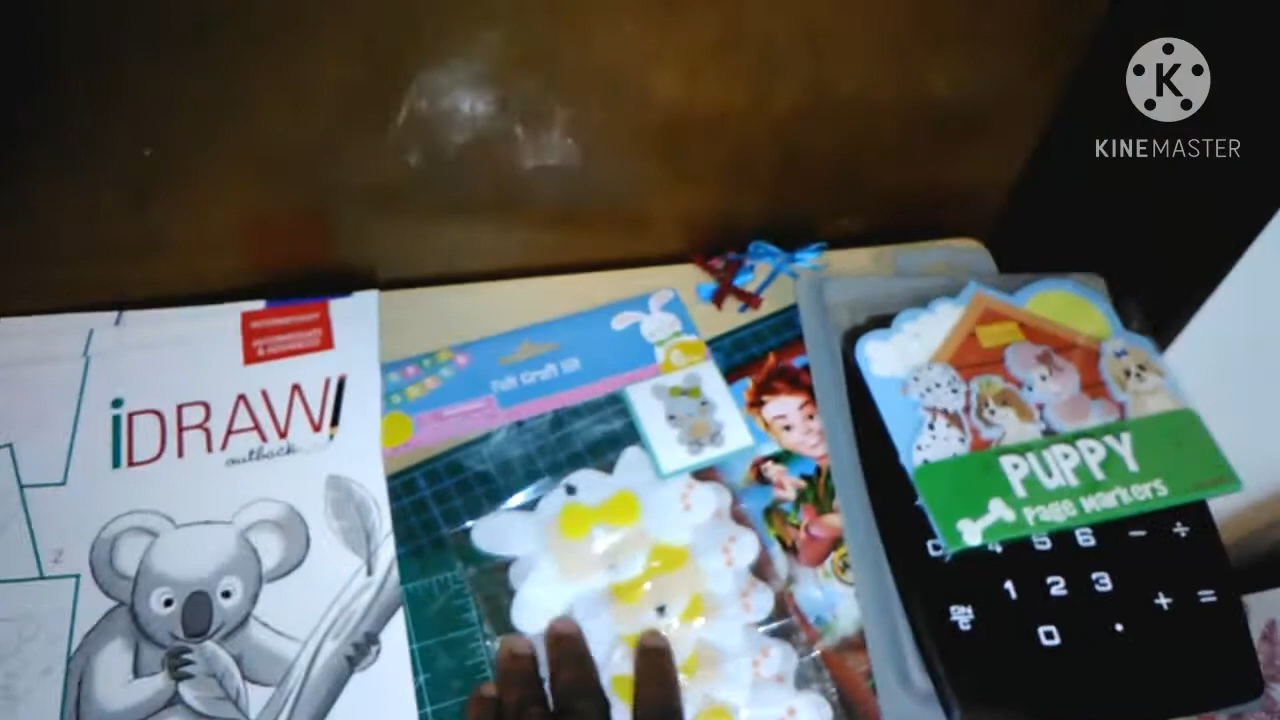 K
KINEMASTER
iDRAW
outback
Felt Craft Kit
PUPPY
Page Markers
4 5 6 - ÷
1 2 3 + =
0 .